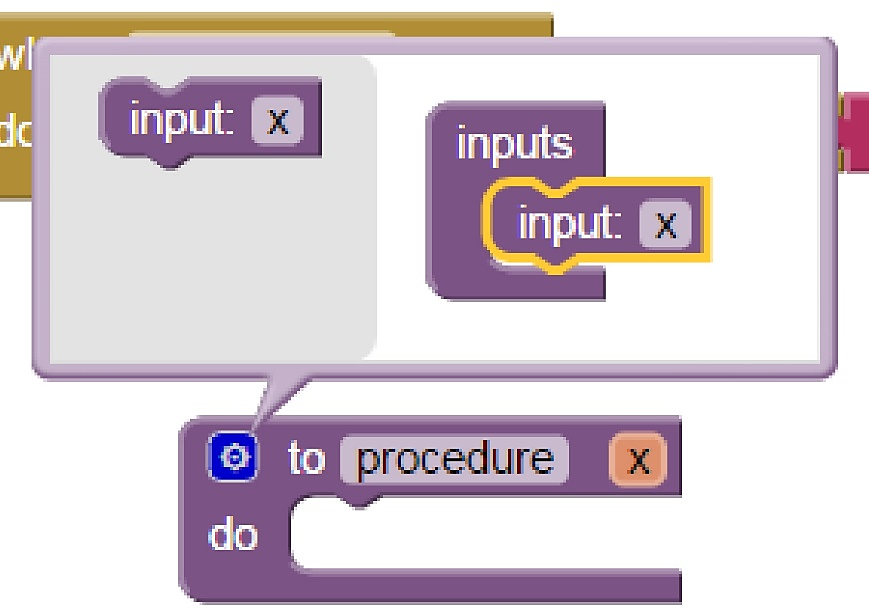 input: x
inputs
input: x
to procedure x
do